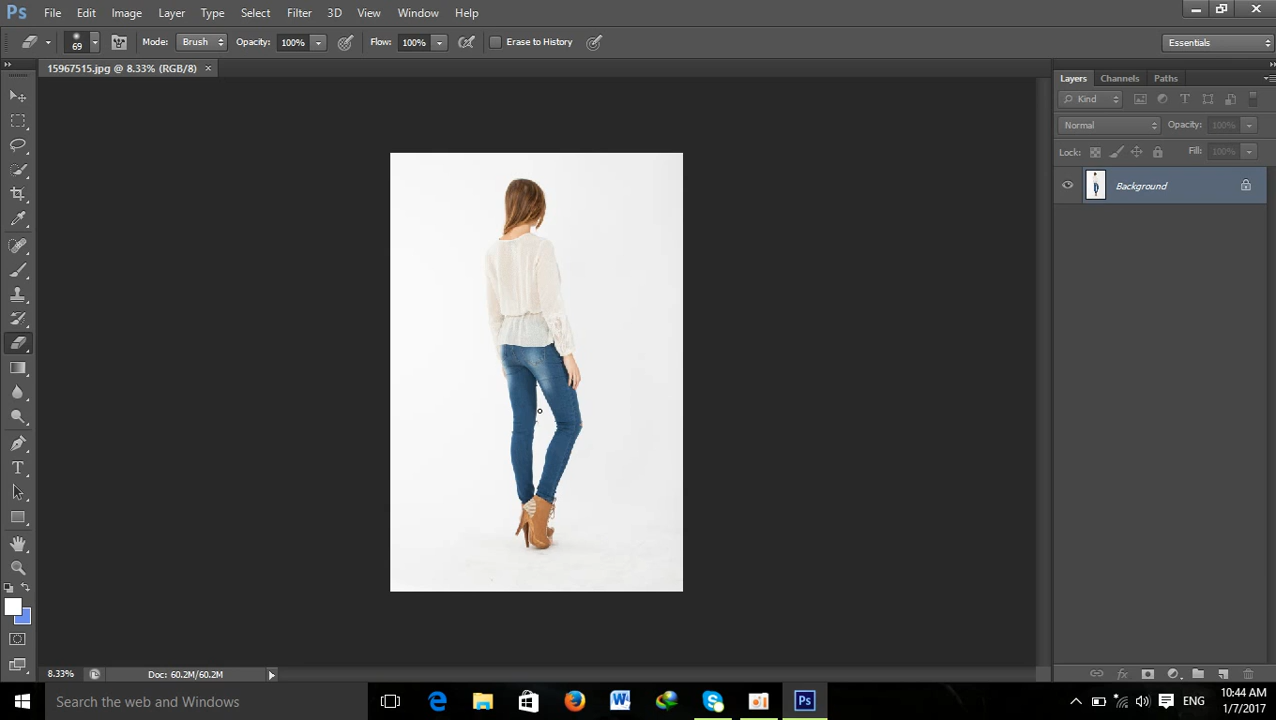 Ps File Edit Image Layer Type Select Filter 3D View Window Help
69 Mode: Brush Opacity: 100% Flow: 100% Erase to History Essentials
15967515.jpg @ 8.33% (RGB/8) ×
Layers Channels Paths
Kind
Normal Opacity: 100%
Lock: Fill: 100%
Background
8.33% Doc: 60.2M/60.2M
Search the web and Windows
ENG
10:44 AM
1/7/2017